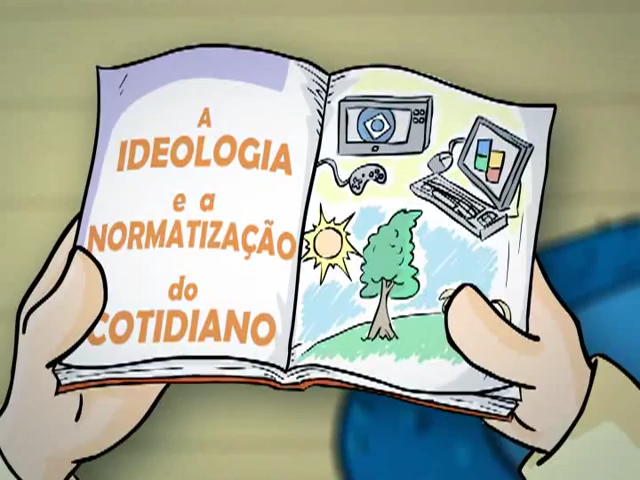 A
IDEOLOGIA
e a
NORMATIZAÇÃO
do
COTIDIANO